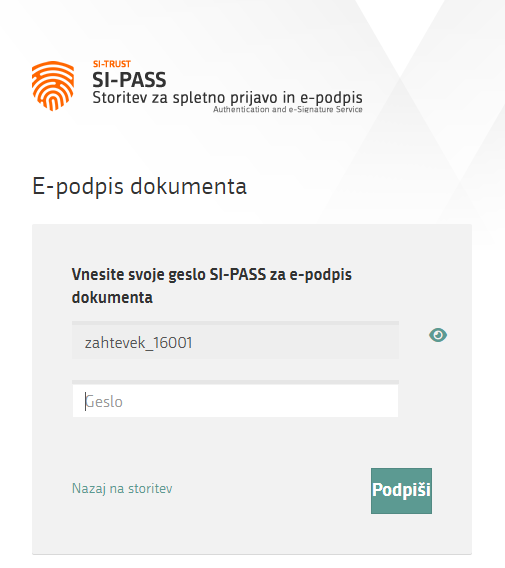 SI-TRUST
SI-PASS
Storitev za spletno prijavo in e-podpis
Authentication and e-Signature Service
E-podpis dokumenta
Vnesite svoje geslo SI-PASS za e-podpis
dokumenta
zahtevek_16001
Geslo
Nazaj na storitev
Podpiši